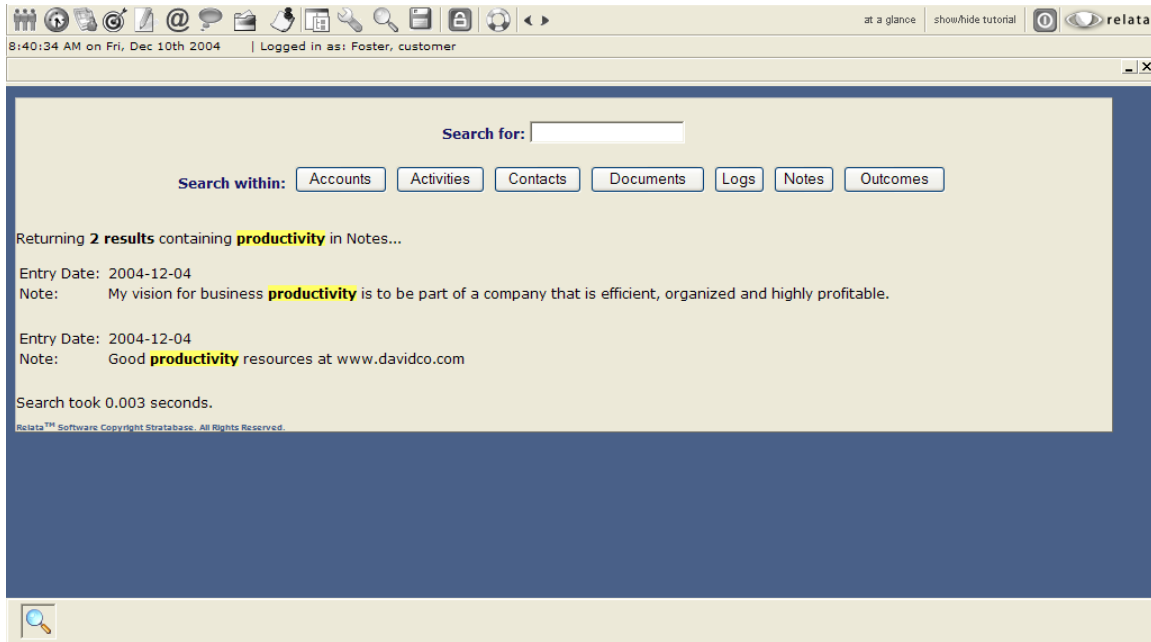 at a glance show/hide tutorial relata
8:40:34 AM on Fri, Dec 10th 2004 | Logged in as: Foster, customer
Search for:
Search within: Accounts Activities Contacts Documents Logs Notes Outcomes
Returning 2 results containing productivity in Notes...
Entry Date: 2004-12-04
Note: My vision for business productivity is to be part of a company that is efficient, organized and highly profitable.
Entry Date: 2004-12-04
Note: Good productivity resources at www.davidco.com
Search took 0.003 seconds.
Relata™ Software Copyright Stratabase. All Rights Reserved.